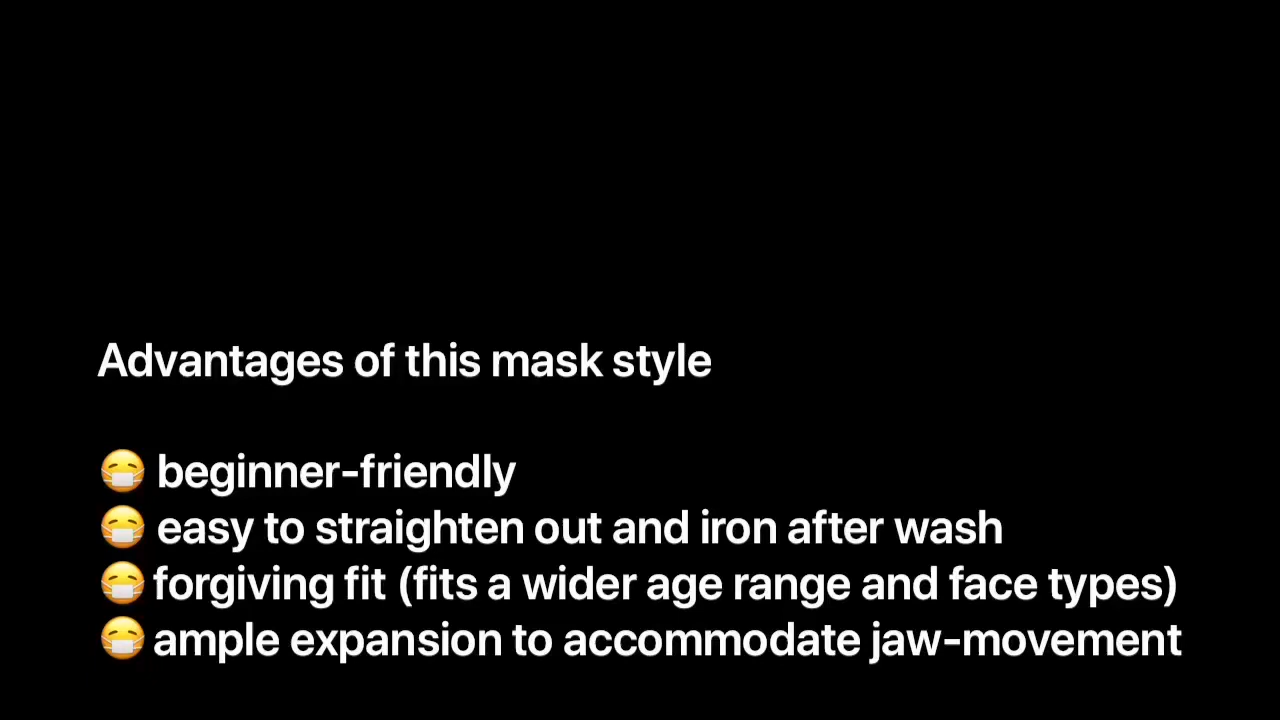 Advantages of this mask style
😷 beginner-friendly
😷 easy to straighten out and iron after wash
😷 forgiving fit (fits a wider age range and face types)
😷 ample expansion to accommodate jaw-movement